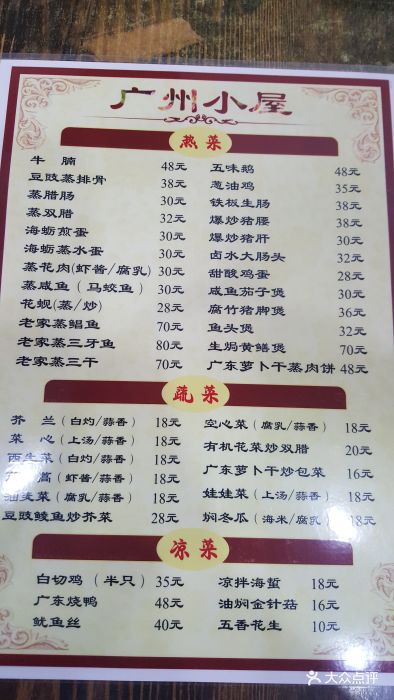 广州小屋
热菜
牛腩 48元
豆豉蒸排骨 38元
蒸腊肠 30元
蒸双腊 32元
海蛎煎蛋 30元
海蛎蒸水蛋 30元
蒸花肉(虾酱/腐乳) 30元
蒸咸鱼(马鲛鱼) 30元
花蚬(蒸/炒) 28元
老家蒸鲳鱼 70元
老家蒸三牙鱼 80元
老家蒸三干 70元
五味鹅 48元
葱油鸡 35元
铁板生肠 38元
爆炒猪腰 38元
爆炒猪肝 30元
卤水大肠头 32元
甜酸鸡蛋 28元
咸鱼茄子煲 30元
腐竹猪脚煲 36元
鱼头煲 32元
生焗黄鳝煲 70元
广东萝卜干蒸肉饼 48元
蔬菜
芥兰(白灼/蒜香) 18元
菜心(上汤/蒜香) 18元
西生菜(白灼/蒜香) 18元
蒿(虾酱/蒜香) 18元
油麦菜(腐乳/蒜香) 18元
豆豉鲮鱼炒芥菜 28元
空心菜(腐乳/蒜香) 18元
有机花菜炒双腊 20元
广东萝卜干炒包菜 16元
娃娃菜(上汤/蒜香) 18元
焖冬瓜(海米/腐乳) 18元
凉菜
白切鸡(半只) 35元
广东烧鸭 48元
鱿鱼丝 40元
凉拌海蜇 18元
油焖金针菇 16元
五香花生 10元
大众点评